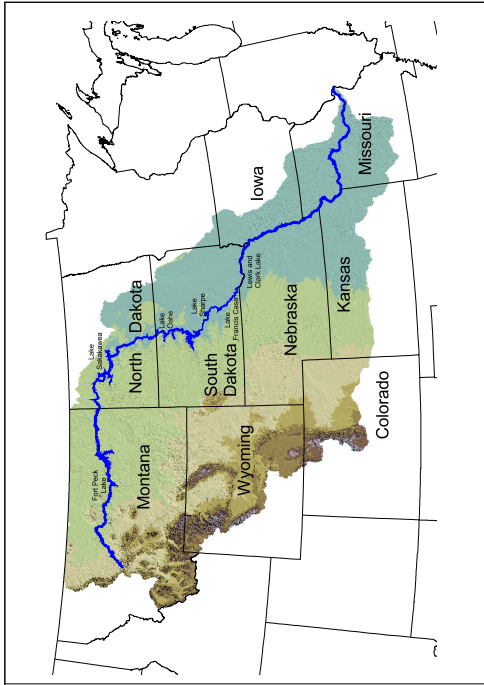 Lake
Sakakawea
Fort Peck
Lake
North
Dakota
Montana
Lake
Oahe
Lake
Sharpe
South
Dakota
Lake
Francis Case
Lewis and
Clark Lake
Wyoming
Nebraska
Iowa
Colorado
Kansas
Missouri